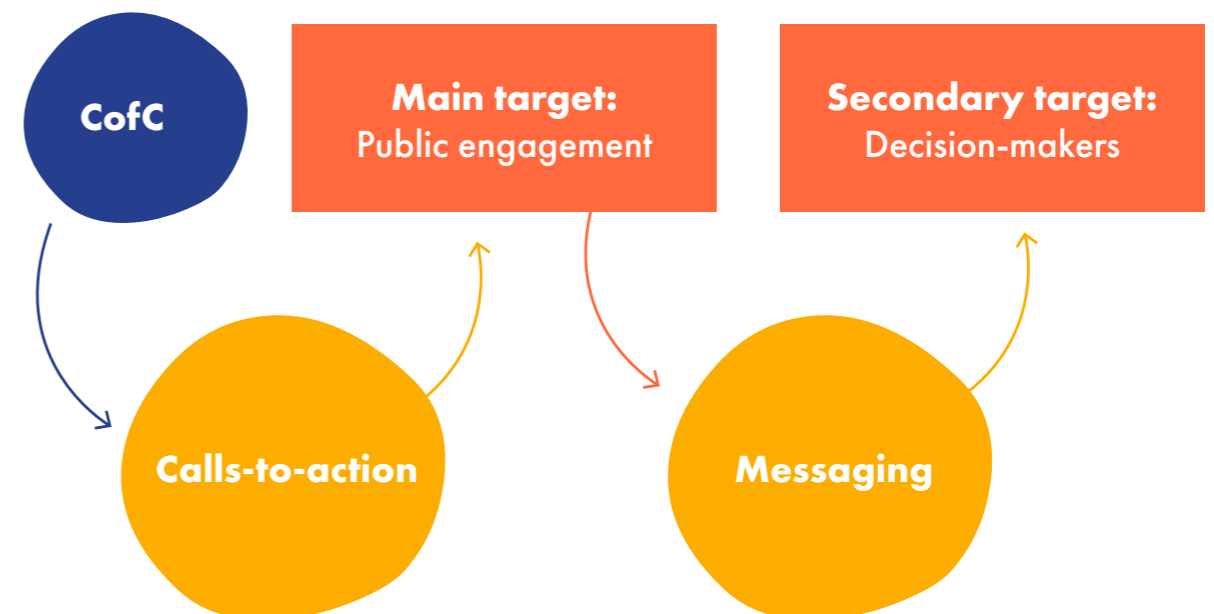 CofC
Main target:
Public engagement
Secondary target:
Decision-makers
Calls-to-action
Messaging